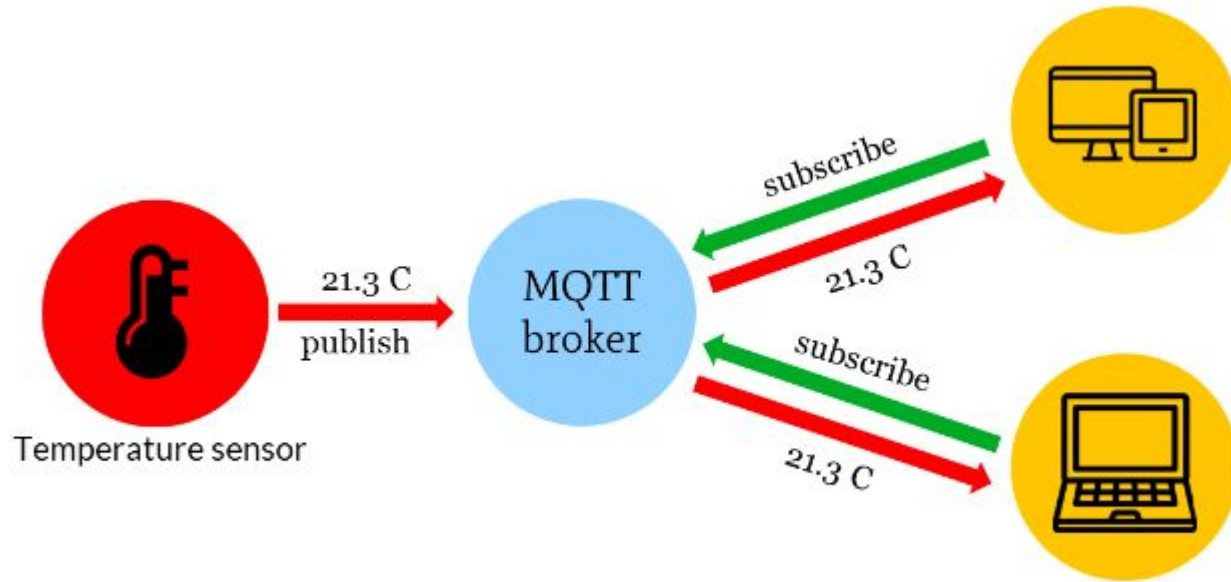 subscribe
21.3 C
21.3 C
publish
MQTT
broker
Temperature sensor
subscribe
21.3 C